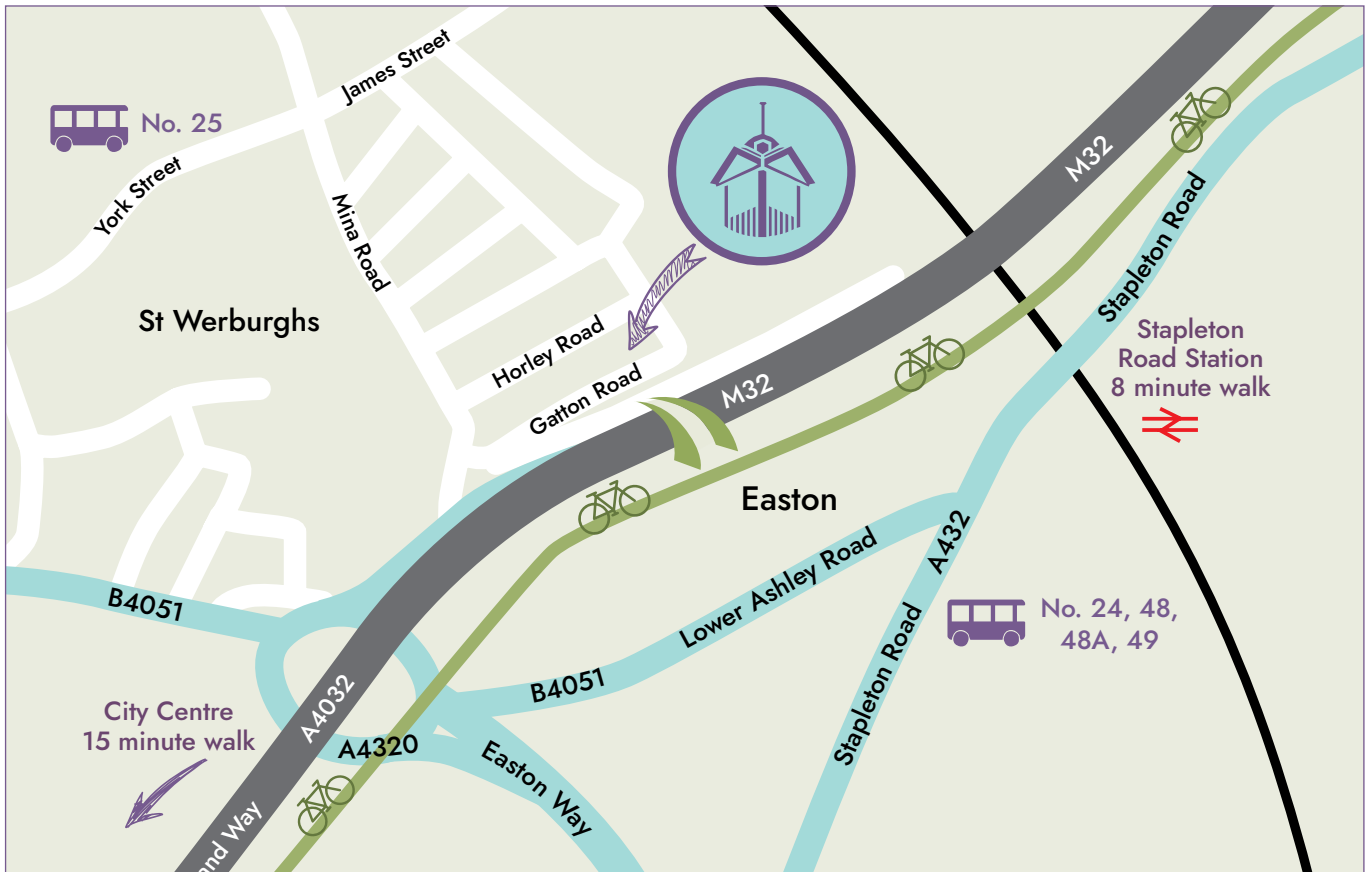 James Street
No. 25
York Street
Mina Road
M32
Stapleton Road
St Werburghs
Stapleton
Road Station
8 minute walk
Horley Road
Gatton Road
M32
Easton
A432
Lower Ashley Road
B4051
No. 24, 48,
48A, 49
Stapleton Road
B4051
A4032
City Centre
15 minute walk
A4320
Easton Way
and Way